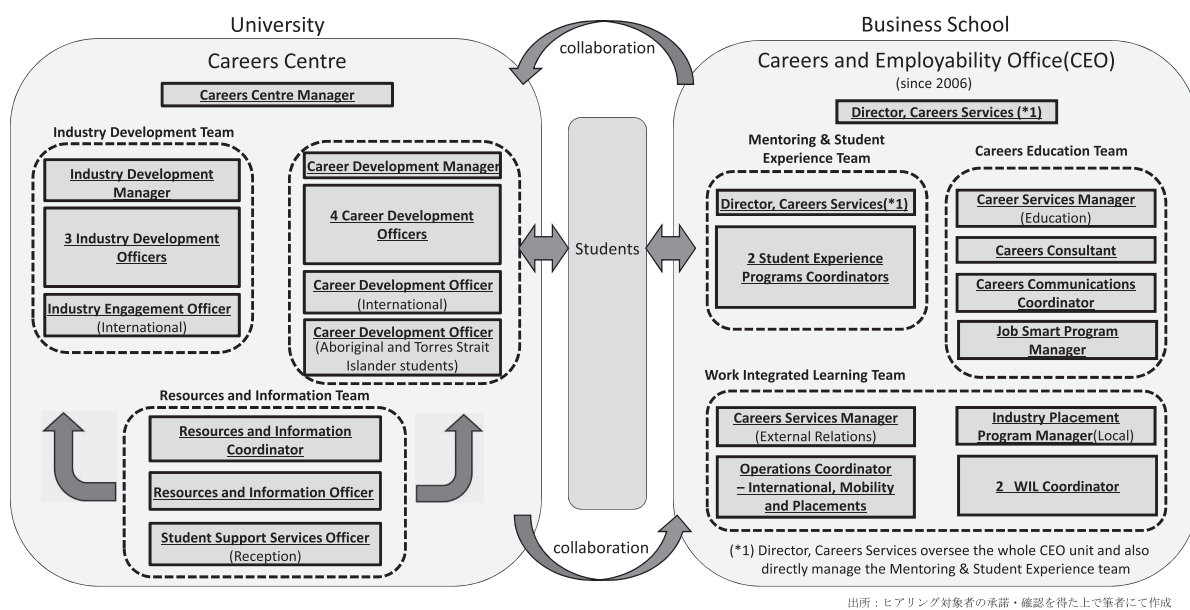 University
Careers Centre
Careers Centre Manager
Industry Development Team
Industry Development
Manager
3 Industry Development
Officers
Industry Engagement Officer
(International)
Career Development Manager
4 Career Development
Officers
Career Development Officer
(International)
Career Development Officer
(Aboriginal and Torres Strait
Islander students)
Resources and Information Team
Resources and Information
Coordinator
Resources and Information Officer
Student Support Services Officer
(Reception)
collaboration
Students
collaboration
Business School
Careers and Employability Office(CEO)
(since 2006)
Director, Careers Services (*1)
Mentoring & Student
Experience Team
Director, Careers Services(*1)
2 Student Experience
Programs Coordinators
Careers Education Team
Career Services Manager
(Education)
Careers Consultant
Careers Communications
Coordinator
Job Smart Program
Manager
Work Integrated Learning Team
Careers Services Manager
(External Relations)
Operations Coordinator
– International, Mobility
and Placements
Industry Placement
Program Manager(Local)
2 WIL Coordinator
(*1) Director, Careers Services oversee the whole CEO unit and also
directly manage the Mentoring & Student Experience team
出所：ヒアリング対象者の承諾・確認を得た上で筆者にて作成